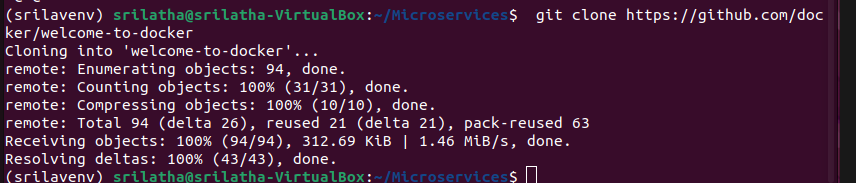 (srilavenv) srilatha@srilatha-VirtualBox:~/Microservices$  git clone https://github.com/doc
ker/welcome-to-docker
Cloning into 'welcome-to-docker'...
remote: Enumerating objects: 94, done.
remote: Counting objects: 100% (31/31), done.
remote: Compressing objects: 100% (10/10), done.
remote: Total 94 (delta 26), reused 21 (delta 21), pack-reused 63
Receiving objects: 100% (94/94), 312.69 KiB | 1.46 MiB/s, done.
Resolving deltas: 100% (43/43), done.
(srilavenv) srilatha@srilatha-VirtualBox:~/Microservices$